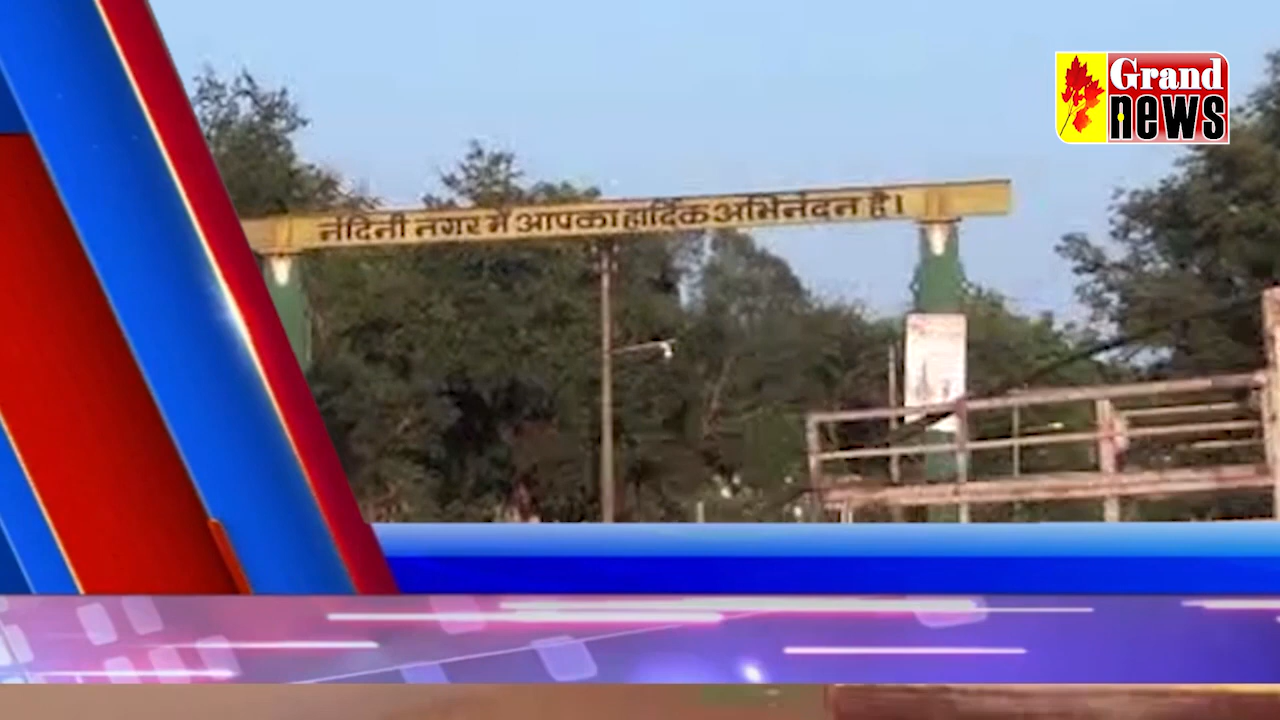 Grand
news
नंदिनी नगर में आपका हार्दिक अभिनंदन है।